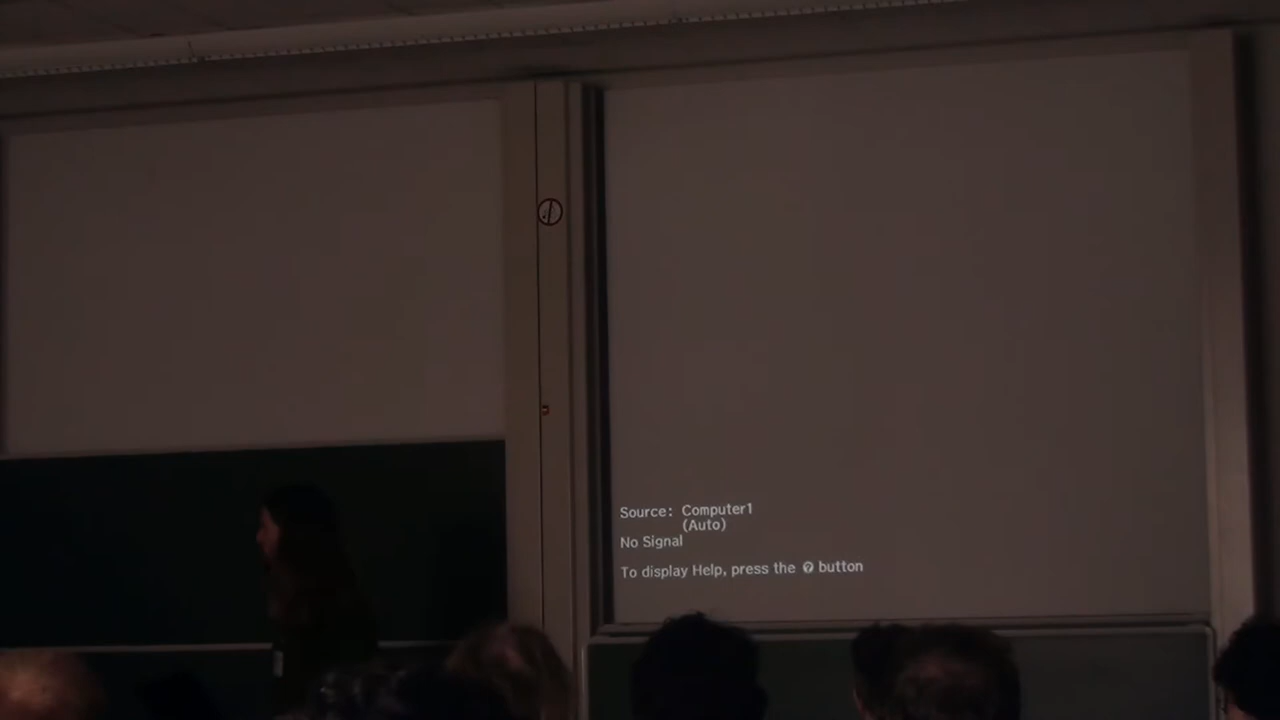 Source: Computer1
(Auto)
No Signal
To display Help, press the ? button